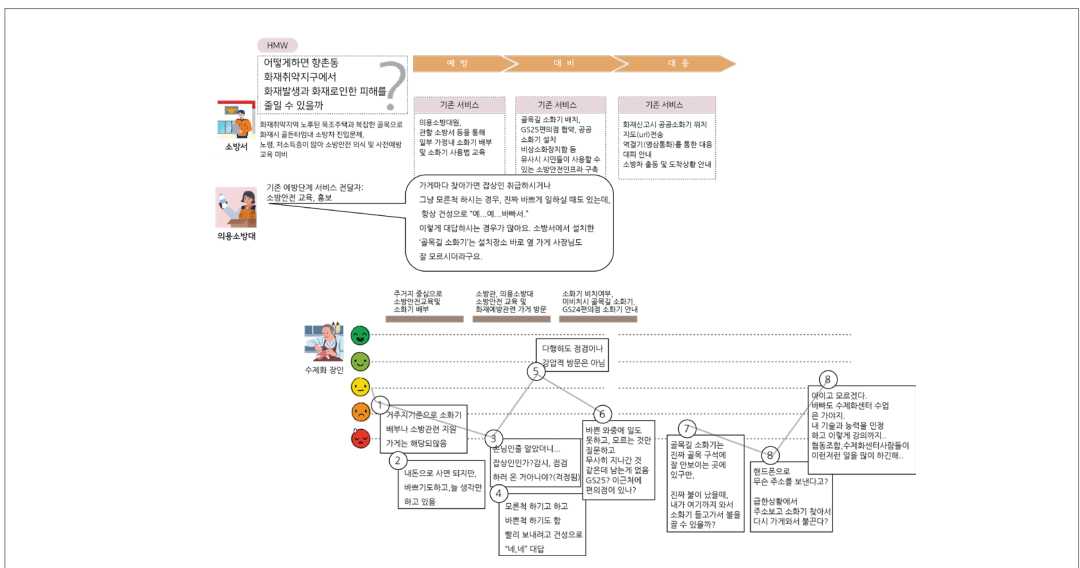 HMW
어떻게하면 향촌동
화재취약지구에서
화재발생과 화재로인한 피해를
줄일 수 있을까
?
예 방
대 비
대 응
소방서
화재취약지역 노후된 목조주택과 복잡한 골목으로
화재시 골든타임내 소방차 진입문제,
노령, 저소득층이 많아 소방안전 의식 및 사전예방
교육 미비
기존 서비스
의용소방대원,
관할 소방서 등을 통해
일부 가정내 소화기 배부
및 소화기 사용법 교육
기존 서비스
골목길 소화기 배치,
GS25편의점 협약, 공공
소화기 설치
비상소화장치함 등
유사시 시민들이 사용할 수
있는 소방안전인프라 구축
기존 서비스
화재신고시 공공소화기 위치
지도(url)전송
역걸기(영상통화)를 통한 대응
대피 안내
소방차 출동 및 도착상황 안내
의용소방대
기존 예방단계 서비스 전달자:
소방안전 교육, 홍보
가게마다 찾아가면 잡상인 취급하시거나
그냥 모른척 하시는 경우, 진짜 바쁘게 일하실 때도 있는데,
항상 건성으로 "예...예...바빠서."
이렇게 대답하시는 경우가 많아요. 소방서에서 설치한
'골목길 소화기'는 설치장소 바로 옆 가게 사장님도
잘 모르시더라구요.
주거지 중심으로
소방안전교육및
소화기 배부
소방관, 의용소방대
소방안전 교육 및
화재예방관련 가게 방문
소화기 비치여부,
미비치시 골목길 소화기,
GS24편의점 소화기 안내
수제화 장인
1
거주지기준으로 소화기
배부나 소방관련 지원
가게는 해당되않음
2
내돈으로 사면 되지만,
바쁘기도하고,늘 생각만
하고 있음
3
손님인줄 알았더니...
잡상인인가?감시, 점검
하러 온 거아니야?(걱정됨)
4
모른척 하기고 하고
바쁜척 하기도 함
빨리 보내려고 건성으로
"네,네" 대답
5
다행히도 점검이나
강압적 방문은 아님
6
바쁜 와중에 일도
못하고, 모르는 것만
질문하고
무사히 지나간 것
같은데 남는게 없음
GS25? 이근처에
편의점이 있나?
7
골목길 소화기는
진짜 골목 구석에
잘 안보이는 곳에
있구만,
진짜 불이 났을때,
내가 여기까지 와서
소화기 들고가서 불을
끌 수 있을까?
8
핸드폰으로
무슨 주소를 보낸다고?
급한상황에서
주소보고 소화기 찾아서
다시 가게와서 불끈다?
8
아이고 모르겠다.
바빠도 수제화센터 수업
은 가야지.
내 기술과 능력을 인정
하고 이렇게 강의까지..
협동조합,수제화센터사람들이
이런저런 일을 많이 하긴해..